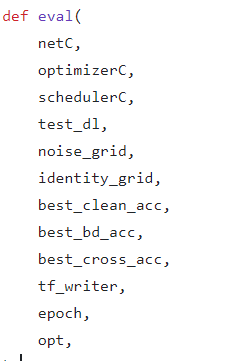 def eval(
netC,
optimizerC,
schedulerC,
test_dl,
noise_grid,
identity_grid,
best_clean_acc,
best_bd_acc,
best_cross_acc,
tf_writer,
epoch,
opt,